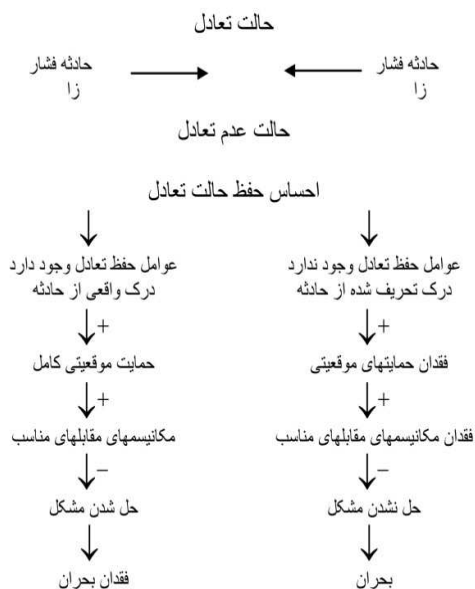 حالت تعادل
حادثه فشار
زا
حادثه فشار
زا
حالت عدم تعادل
احساس حفظ حالت تعادل
عوامل حفظ تعادل وجود ندارد
درک تحریف شده از حادثه
+
فقدان حمایتهای موقعیتی
+
فقدان مکانیسمهای مقابلهای مناسب
–
حل نشدن مشکل
بحران
عوامل حفظ تعادل وجود دارد
درک واقعی از حادثه
+
حمایت موقعیتی کامل
+
مکانیسمهای مقابلهای مناسب
–
حل شدن مشکل
فقدان بحران